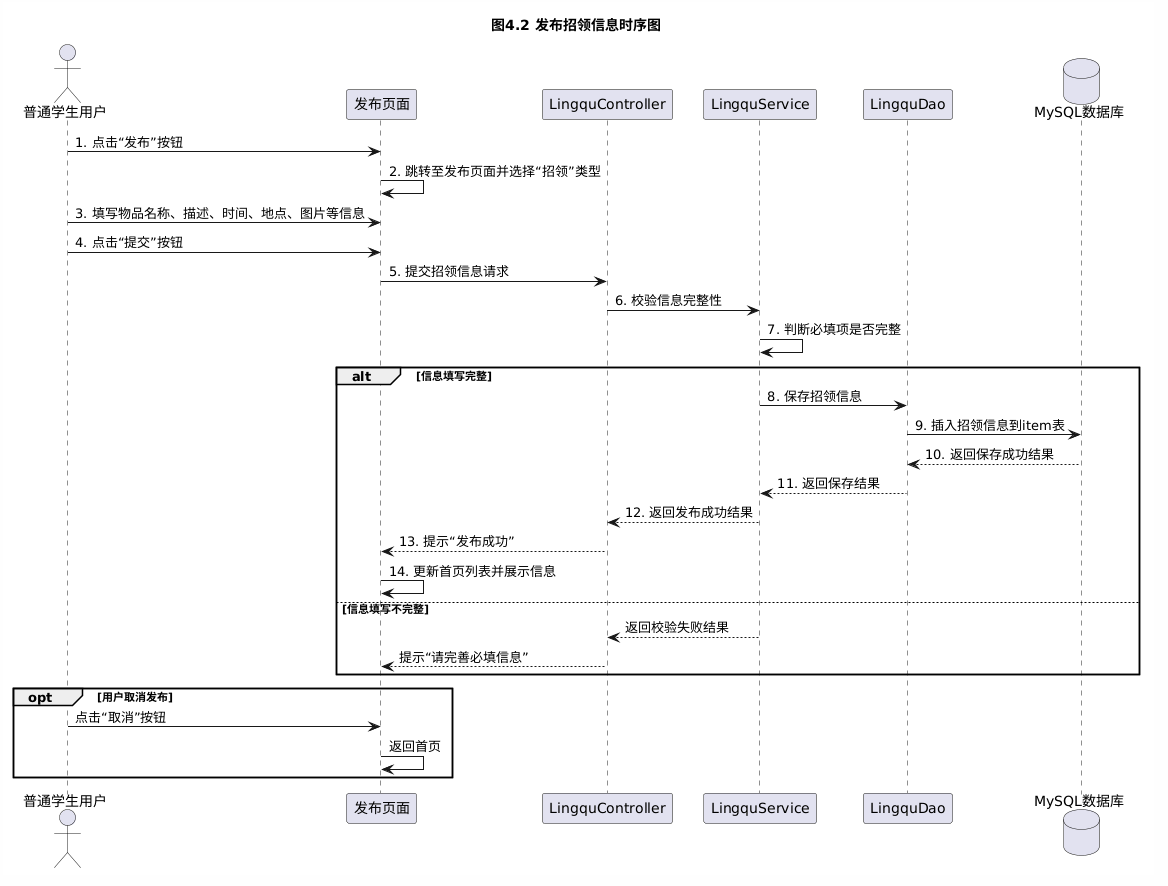 图4.2 发布招领信息时序图
普通学生用户
发布页面
LingquController
LingquService
LingquDao
MySQL数据库
1. 点击“发布”按钮
2. 跳转至发布页面并选择“招领”类型
3. 填写物品名称、描述、时间、地点、图片等信息
4. 点击“提交”按钮
5. 提交招领信息请求
6. 校验信息完整性
7. 判断必填项是否完整
alt
[信息填写完整]
8. 保存招领信息
9. 插入招领信息到item表
10. 返回保存成功结果
11. 返回保存结果
12. 返回发布成功结果
13. 提示“发布成功”
14. 更新首页列表并展示信息
[信息填写不完整]
返回校验失败结果
提示“请完善必填信息”
opt
[用户取消发布]
点击“取消”按钮
返回首页
普通学生用户
发布页面
LingquController
LingquService
LingquDao
MySQL数据库